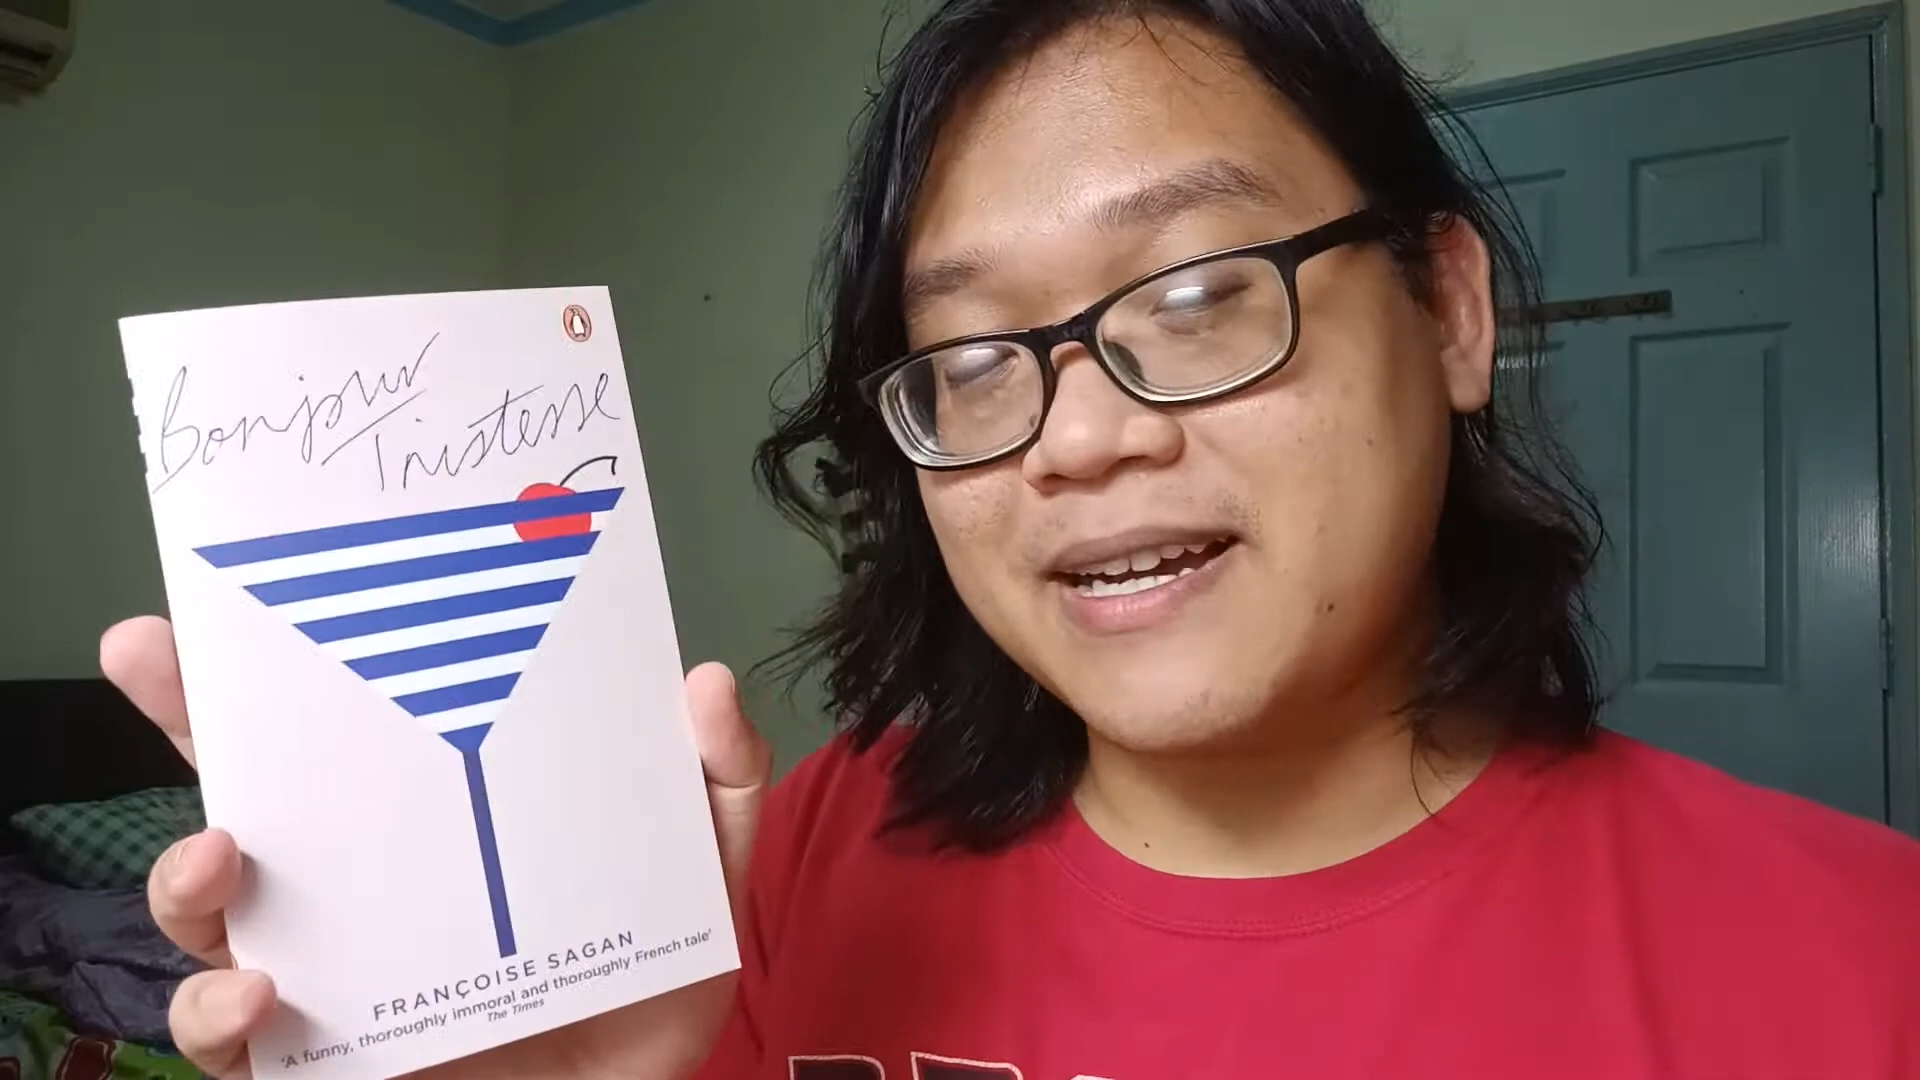 Bonjour
Tristesse
FRANÇOISE SAGAN
'A funny, thoroughly immoral and thoroughly French tale'
The Times